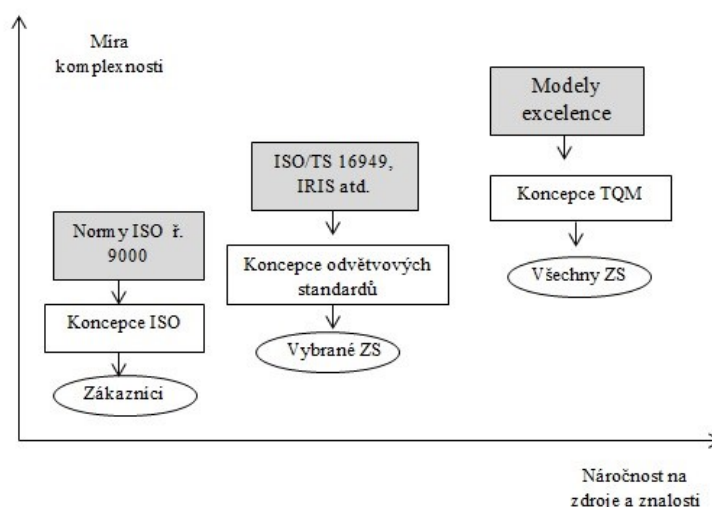 Míra
komplexnosti
Modely
excelence
ISO/TS 16949,
IRIS atd.
Koncepce TQM
Normy ISO ř.
9000
Koncepce odvětvových
standardů
Všechny ZS
Koncepce ISO
Vybrané ZS
Zákazníci
Náročnost na
zdroje a znalosti